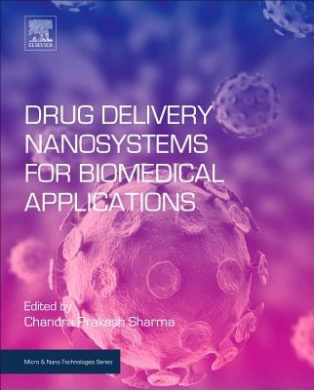 ELSEVIER
DRUG DELIVERY
NANOSYSTEMS
FOR BIOMEDICAL
APPLICATIONS
Edited by
Chandra Prakash Sharma
Micro & Nano Technologies Series